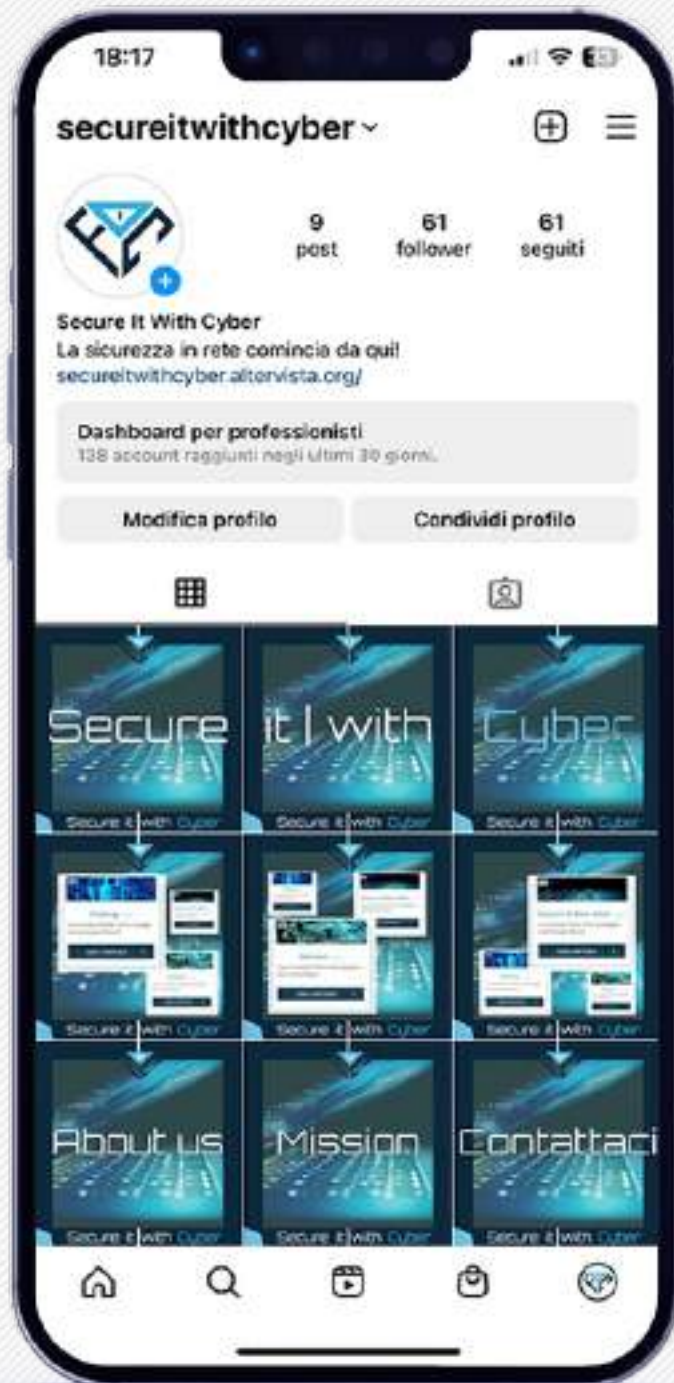 18:17
secureitwithcyber
9
post
61
follower
61
seguiti
Secure It With Cyber
La sicurezza in rete comincia da qui!
secureitwithcyber.altervista.org/
Dashboard per professionisti
138 account raggiunti negli ultimi 30 giorni.
Modifica profilo
Condividi profilo
Secure
it | with
Cyber
Secure it | with Cyber
Secure it | with Cyber
Secure it | with Cyber
Secure it | with Cyber
Secure it | with Cyber
Secure it | with Cyber
About us
Mission
Contattaci
Secure it | with Cyber
Secure it | with Cyber
Secure it | with Cyber